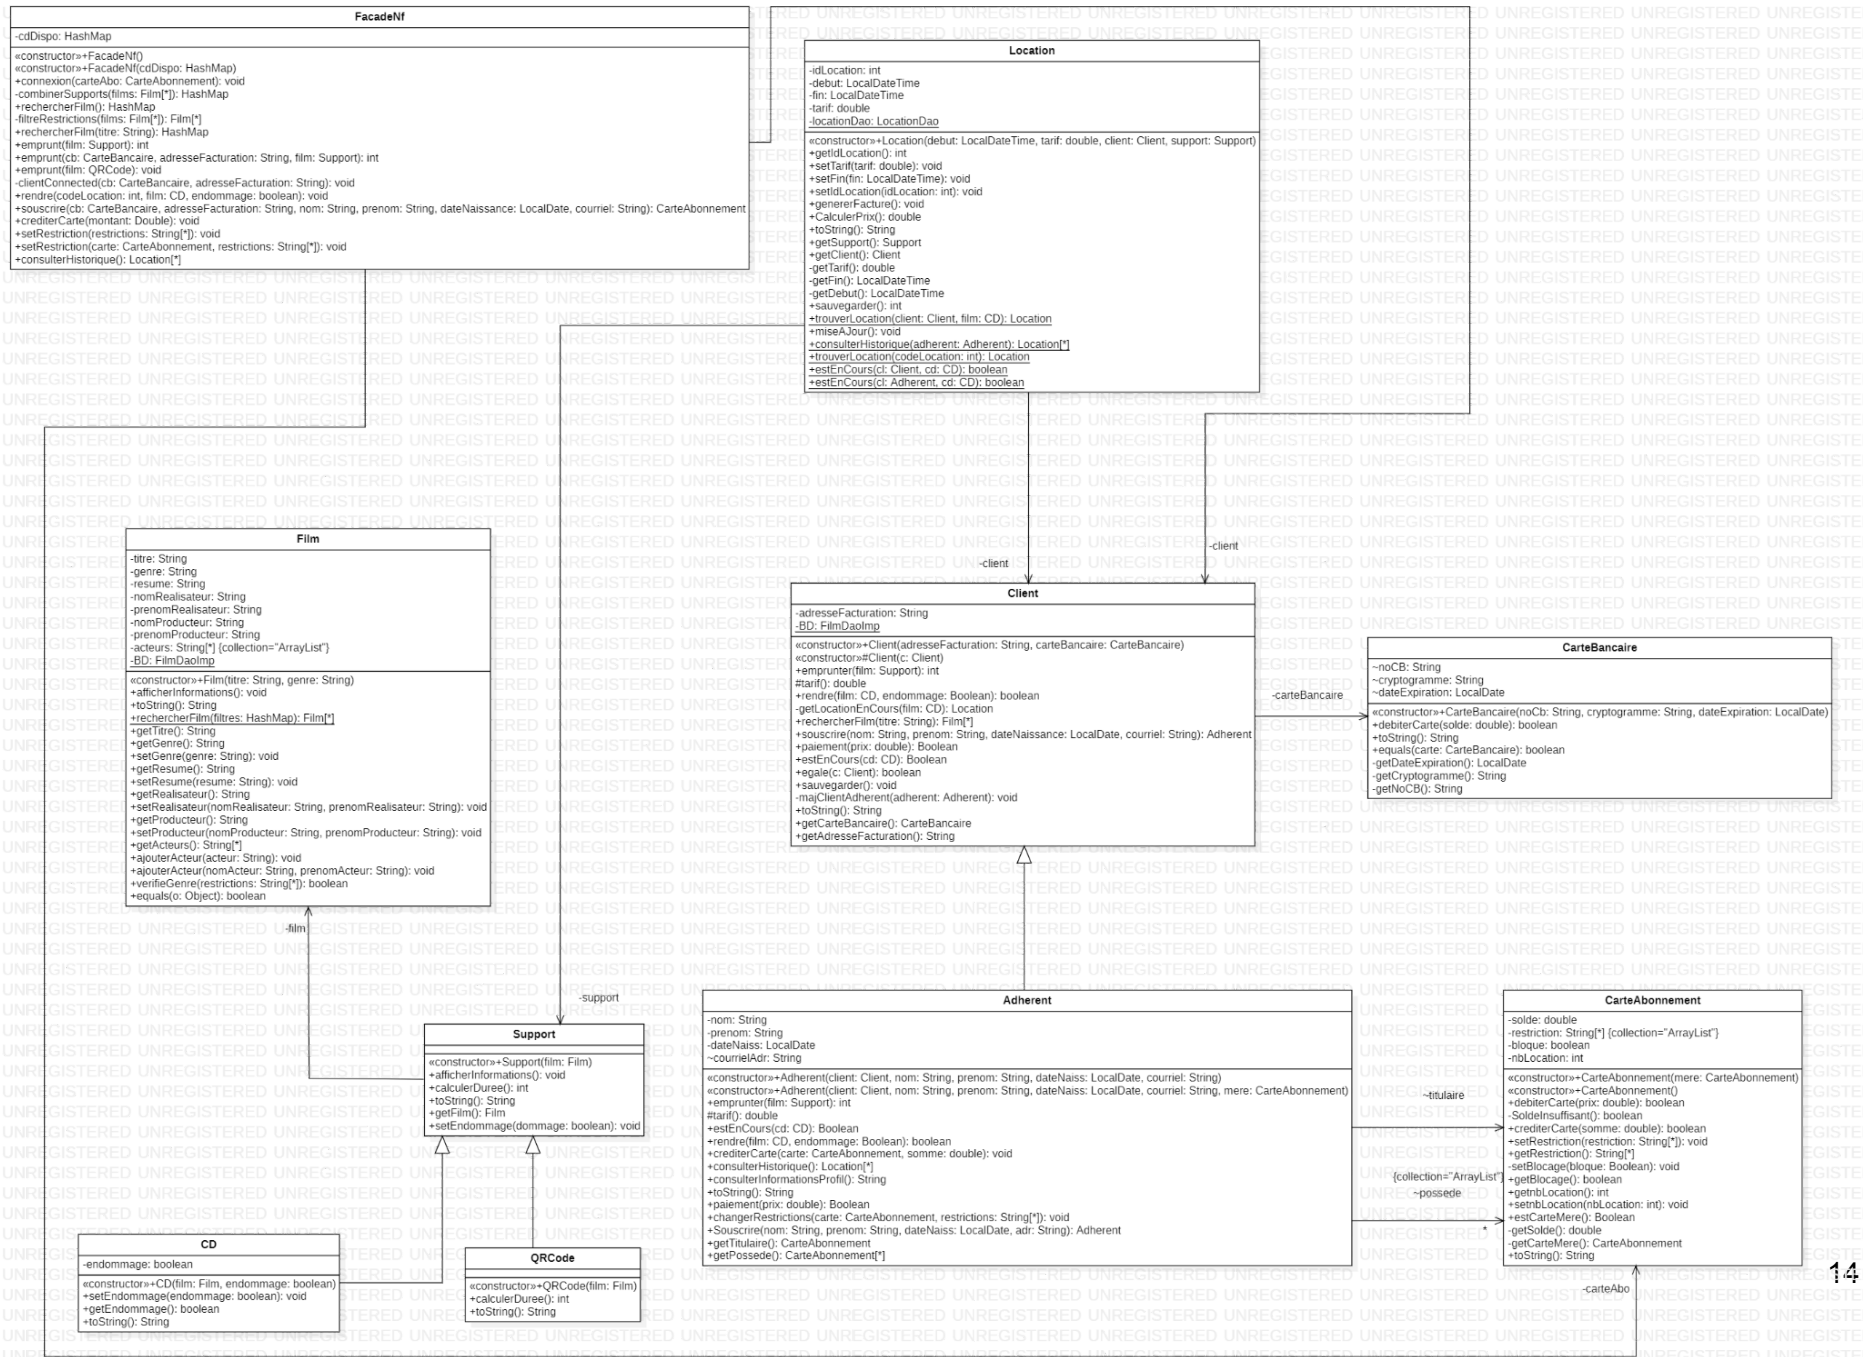 FacadeNf
-cdDispo: HashMap
«constructor»+FacadeNf()
«constructor»+FacadeNf(cdDispo: HashMap)
+connexion(carteAbo: CarteAbonnement): void
-combinerSupports(films: Film[*]): HashMap
+rechercherFilm(): HashMap
-filtreRestrictions(films: Film[*]): Film[*]
+rechercherFilm(titre: String): HashMap
+emprunt(film: Support): int
+emprunt(cb: CarteBancaire, adresseFacturation: String, film: Support): int
+emprunt(film: QRCode): void
-clientConnected(cb: CarteBancaire, adresseFacturation: String): void
+rendre(codeLocation: int, film: CD, endommage: boolean): void
+souscrire(cb: CarteBancaire, adresseFacturation: String, nom: String, prenom: String, dateNaissance: LocalDate, courriel: String): CarteAbonnement
+crediterCarte(montant: Double): void
+setRestriction(restrictions: String[*]): void
+setRestriction(carte: CarteAbonnement, restrictions: String[*]): void
+consulterHistorique(): Location[*]
Location
-idLocation: int
-debut: LocalDateTime
-fin: LocalDateTime
-tarif: double
-locationDao: LocationDao
«constructor»+Location(debut: LocalDateTime, tarif: double, client: Client, support: Support)
+getIdLocation(): int
+setTarif(tarif: double): void
+setFin(fin: LocalDateTime): void
+setIdLocation(idLocation: int): void
+genererFacture(): void
+CalculerPrix(): double
+toString(): String
+getSupport(): Support
+getClient(): Client
-getTarif(): double
-getFin(): LocalDateTime
-getDebut(): LocalDateTime
+sauvegarder(): int
+trouverLocation(client: Client, film: CD): Location
+miseAJour(): void
+consulterHistorique(adherent: Adherent): Location[*]
+trouverLocation(codeLocation: int): Location
+estEnCours(cl: Client, cd: CD): boolean
+estEnCours(cl: Adherent, cd: CD): boolean
Film
-titre: String
-genre: String
-resume: String
-nomRealisateur: String
-prenomRealisateur: String
-nomProducteur: String
-prenomProducteur: String
-acteurs: String[*] {collection="ArrayList"}
-BD: FilmDaoImp
«constructor»+Film(titre: String, genre: String)
+afficherInformations(): void
+toString(): String
+rechercherFilm(filtres: HashMap): Film[*]
+getTitre(): String
+getGenre(): String
+setGenre(genre: String): void
+getResume(): String
+setResume(resume: String): void
+getRealisateur(): String
+setRealisateur(nomRealisateur: String, prenomRealisateur: String): void
+getProducteur(): String
+setProducteur(nomProducteur: String, prenomProducteur: String): void
+getActeurs(): String[*]
+ajouterActeur(acteur: String): void
+ajouterActeur(nomActeur: String, prenomActeur: String): void
+verifieGenre(restrictions: String[*]): boolean
+equals(o: Object): boolean
-film
-client
-client
Client
-adresseFacturation: String
-BD: FilmDaoImp
«constructor»+Client(adresseFacturation: String, carteBancaire: CarteBancaire)
«constructor»#Client(c: Client)
+emprunter(film: Support): int
#tarif(): double
+rendre(film: CD, endommage: Boolean): boolean
-getLocationEnCours(film: CD): Location
+rechercherFilm(titre: String): Film[*]
+souscrire(nom: String, prenom: String, dateNaissance: LocalDate, courriel: String): Adherent
+paiement(prix: double): Boolean
+estEnCours(cd: CD): Boolean
+egale(c: Client): boolean
+sauvegarder(): void
-majClientAdherent(adherent: Adherent): void
+toString(): String
+getCarteBancaire(): CarteBancaire
+getAdresseFacturation(): String
-carteBancaire
CarteBancaire
~noCB: String
~cryptogramme: String
~dateExpiration: LocalDate
«constructor»+CarteBancaire(noCb: String, cryptogramme: String, dateExpiration: LocalDate)
+debiterCarte(solde: double): boolean
+toString(): String
+equals(carte: CarteBancaire): boolean
-getDateExpiration(): LocalDate
-getCryptogramme(): String
-getNoCB(): String
-support
Support
«constructor»+Support(film: Film)
+afficherInformations(): void
+calculerDuree(): int
+toString(): String
+getFilm(): Film
+setEndommage(dommage: boolean): void
Adherent
-nom: String
-prenom: String
-dateNaiss: LocalDate
~courrielAdr: String
«constructor»+Adherent(client: Client, nom: String, prenom: String, dateNaiss: LocalDate, courriel: String)
«constructor»+Adherent(client: Client, nom: String, prenom: String, dateNaiss: LocalDate, courriel: String, mere: CarteAbonnement)
+emprunter(film: Support): int
#tarif(): double
+estEnCours(cd: CD): Boolean
+rendre(film: CD, endommage: Boolean): boolean
+crediterCarte(carte: CarteAbonnement, somme: double): void
+consulterHistorique(): Location[*]
+consulterInformationsProfil(): String
+toString(): String
+paiement(prix: double): Boolean
+changerRestrictions(carte: CarteAbonnement, restrictions: String[*]): void
+Souscrire(nom: String, prenom: String, dateNaiss: LocalDate, adr: String): Adherent
+getTitulaire(): CarteAbonnement
+getPossede(): CarteAbonnement[*]
~titulaire
{collection="ArrayList"}
~possede
*
CarteAbonnement
-solde: double
-restriction: String[*] {collection="ArrayList"}
-bloque: boolean
-nbLocation: int
«constructor»+CarteAbonnement(mere: CarteAbonnement)
«constructor»+CarteAbonnement()
+debiterCarte(prix: double): boolean
-SoldeInsuffisant(): boolean
+crediterCarte(somme: double): boolean
+setRestriction(restriction: String[*]): void
+getRestriction(): String[*]
-setBlocage(bloque: Boolean): void
+getBlocage(): boolean
+getnbLocation(): int
+setnbLocation(nbLocation: int): void
+estCarteMere(): Boolean
-getSolde(): double
-getCarteMere(): CarteAbonnement
+toString(): String
-carteAbo
CD
-endommage: boolean
«constructor»+CD(film: Film, endommage: boolean)
+setEndommage(endommage: boolean): void
+getEndommage(): boolean
+toString(): String
QRCode
«constructor»+QRCode(film: Film)
+calculerDuree(): int
+toString(): String
14